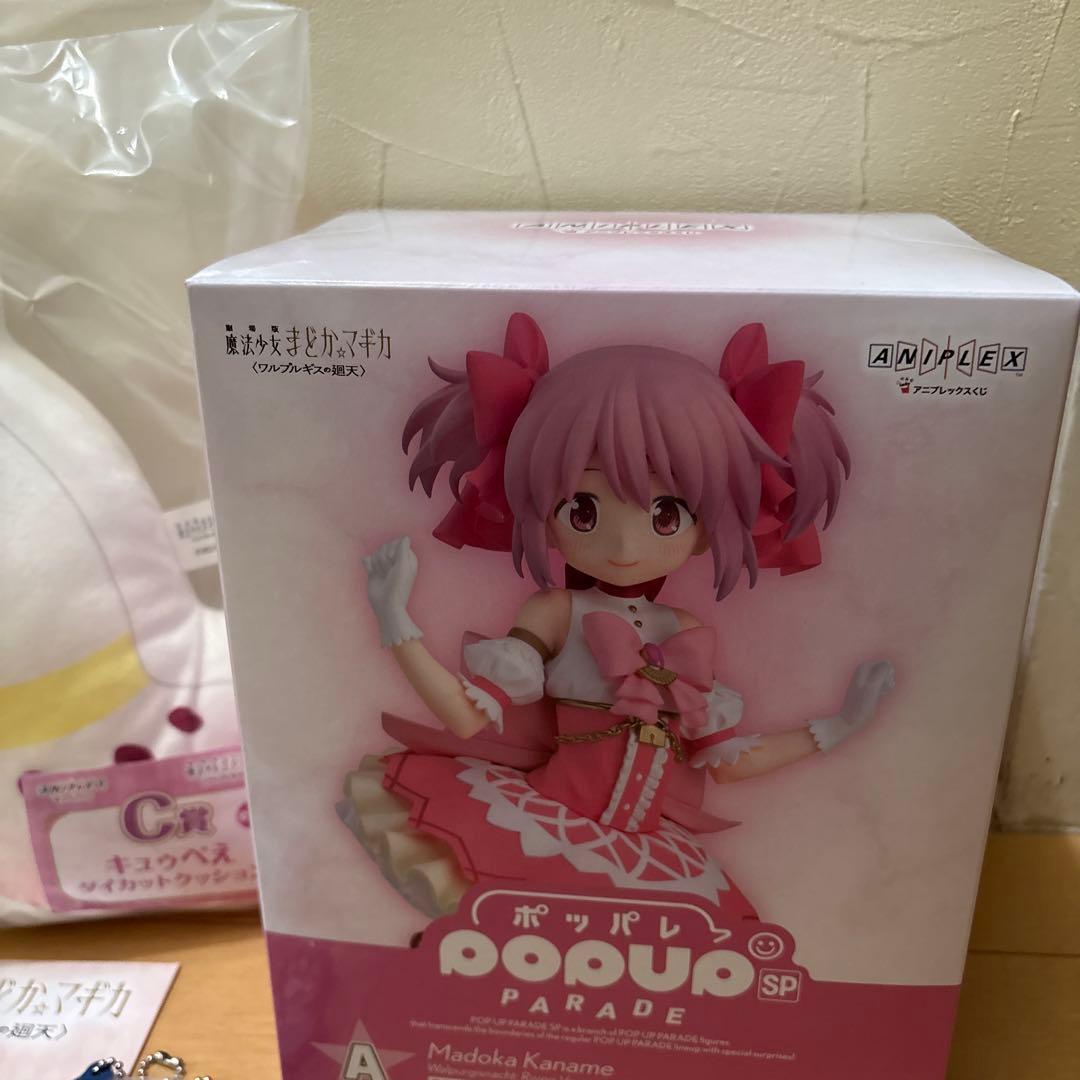 劇場版
魔法少女まどか☆マギカ
〈ワルプルギスの廻天〉
ANIPLEX
アニプレックスくじ
C賞
キュゥべえ
ダイカットクッション
どか☆マギカ
の廻天〉
ポッパレ
POPUP SP
PARADE
POP UP PARADE SP is a branch of POP UP PARADE figures
that transcends the boundaries of the regular POP UP PARADE lineup with special surprises!
A
Madoka Kaname